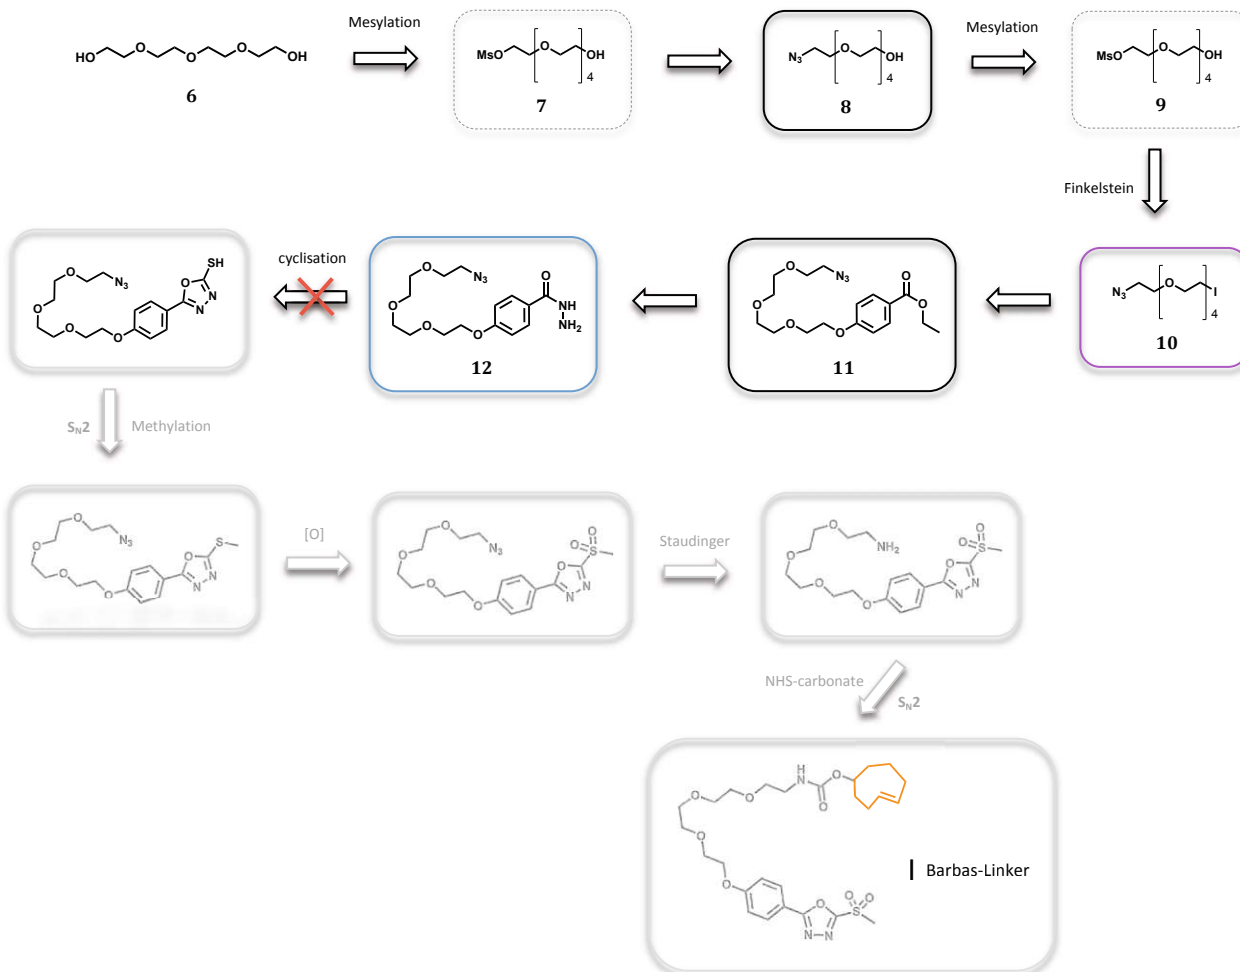 Mesylation
HO O O O OH
6
MsO O OH 4
7
N3 O OH 4
8
Mesylation
MsO O OH 4
9
Finkelstein
N3 O I 4
10
O N3 O O O O O
11
O N3 O O O O O NH NH2
12
cyclisation
O N3 O O O O N N SH
SN2 Methylation
O N3 O O O O N N S
[O]
O N3 O O O O N N S O O
Staudinger
O NH2 O O O O N N S O O
NHS-carbonate
SN2
O O H N O O
O
O
O N N S O O
Barbas-Linker